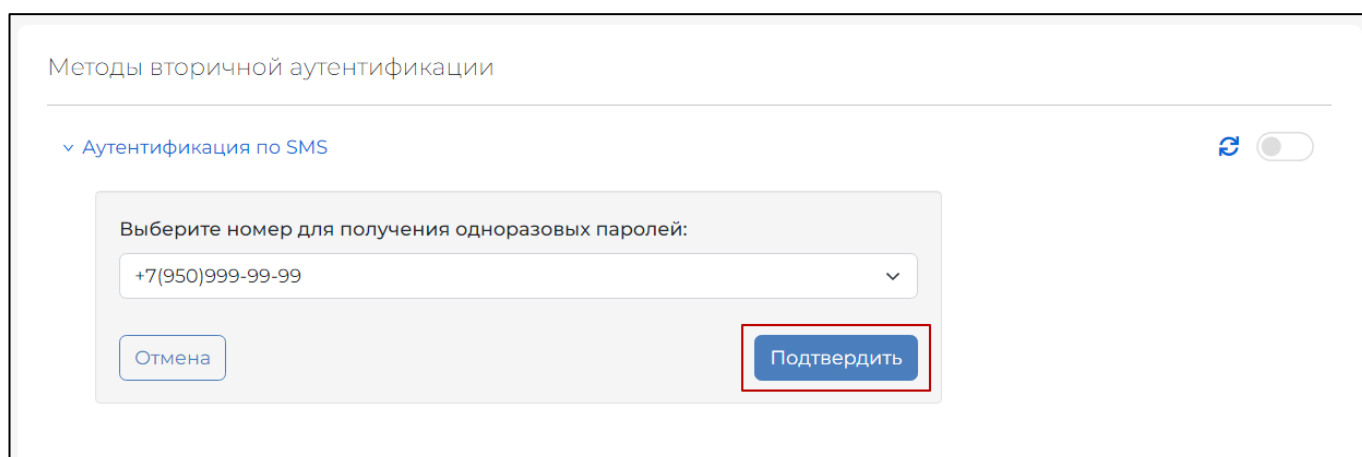 Методы вторичной аутентификации
Аутентификация по SMS
Выберите номер для получения одноразовых паролей:
+7(950)999-99-99
Отмена
Подтвердить